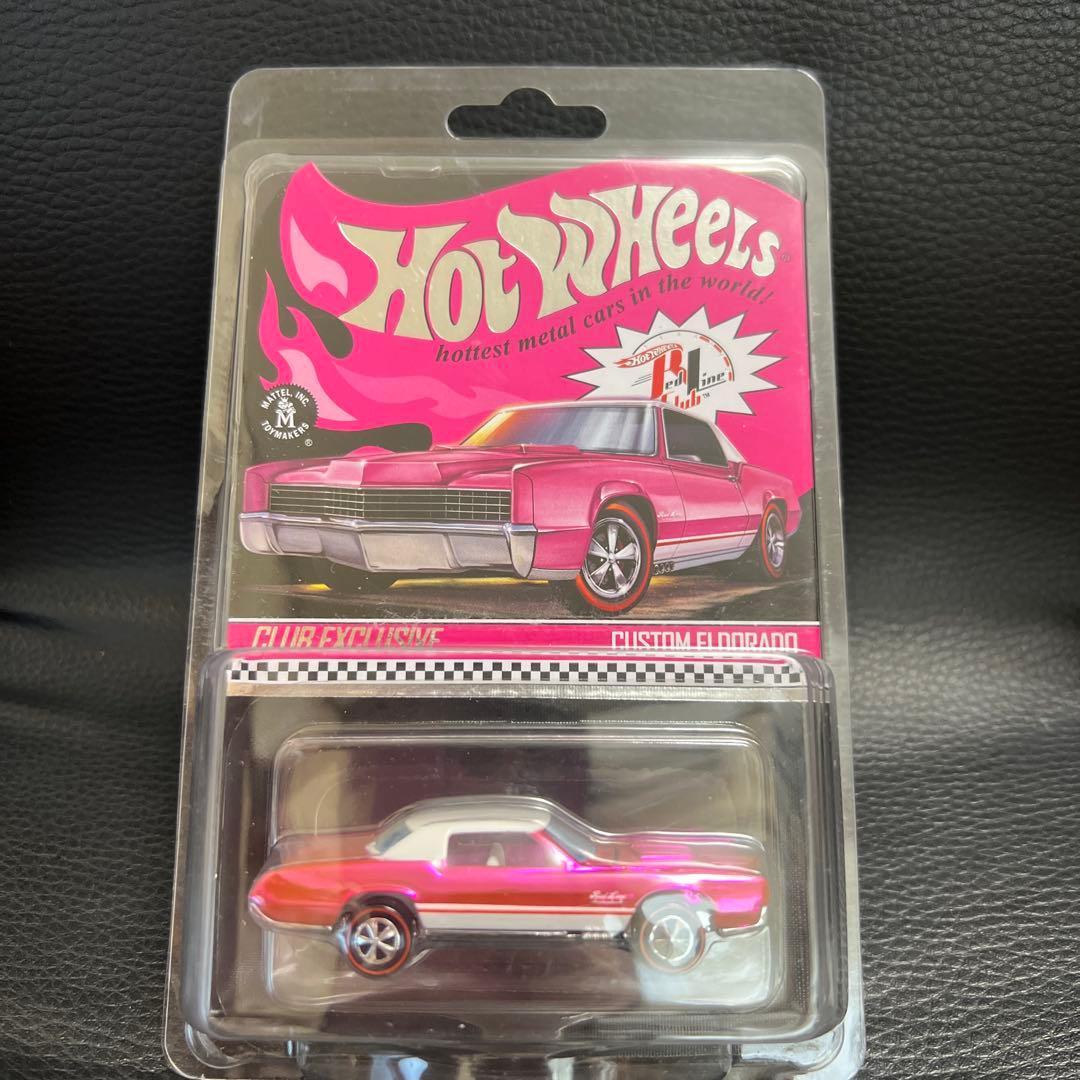 HOT WHEELS®
hottest metal cars in the world!
HOT WHEELS
Red Line
Club™
MATTEL, INC.
M
TOYMAKERS
®
CLUB EXCLUSIVE CUSTOM ELDORADO